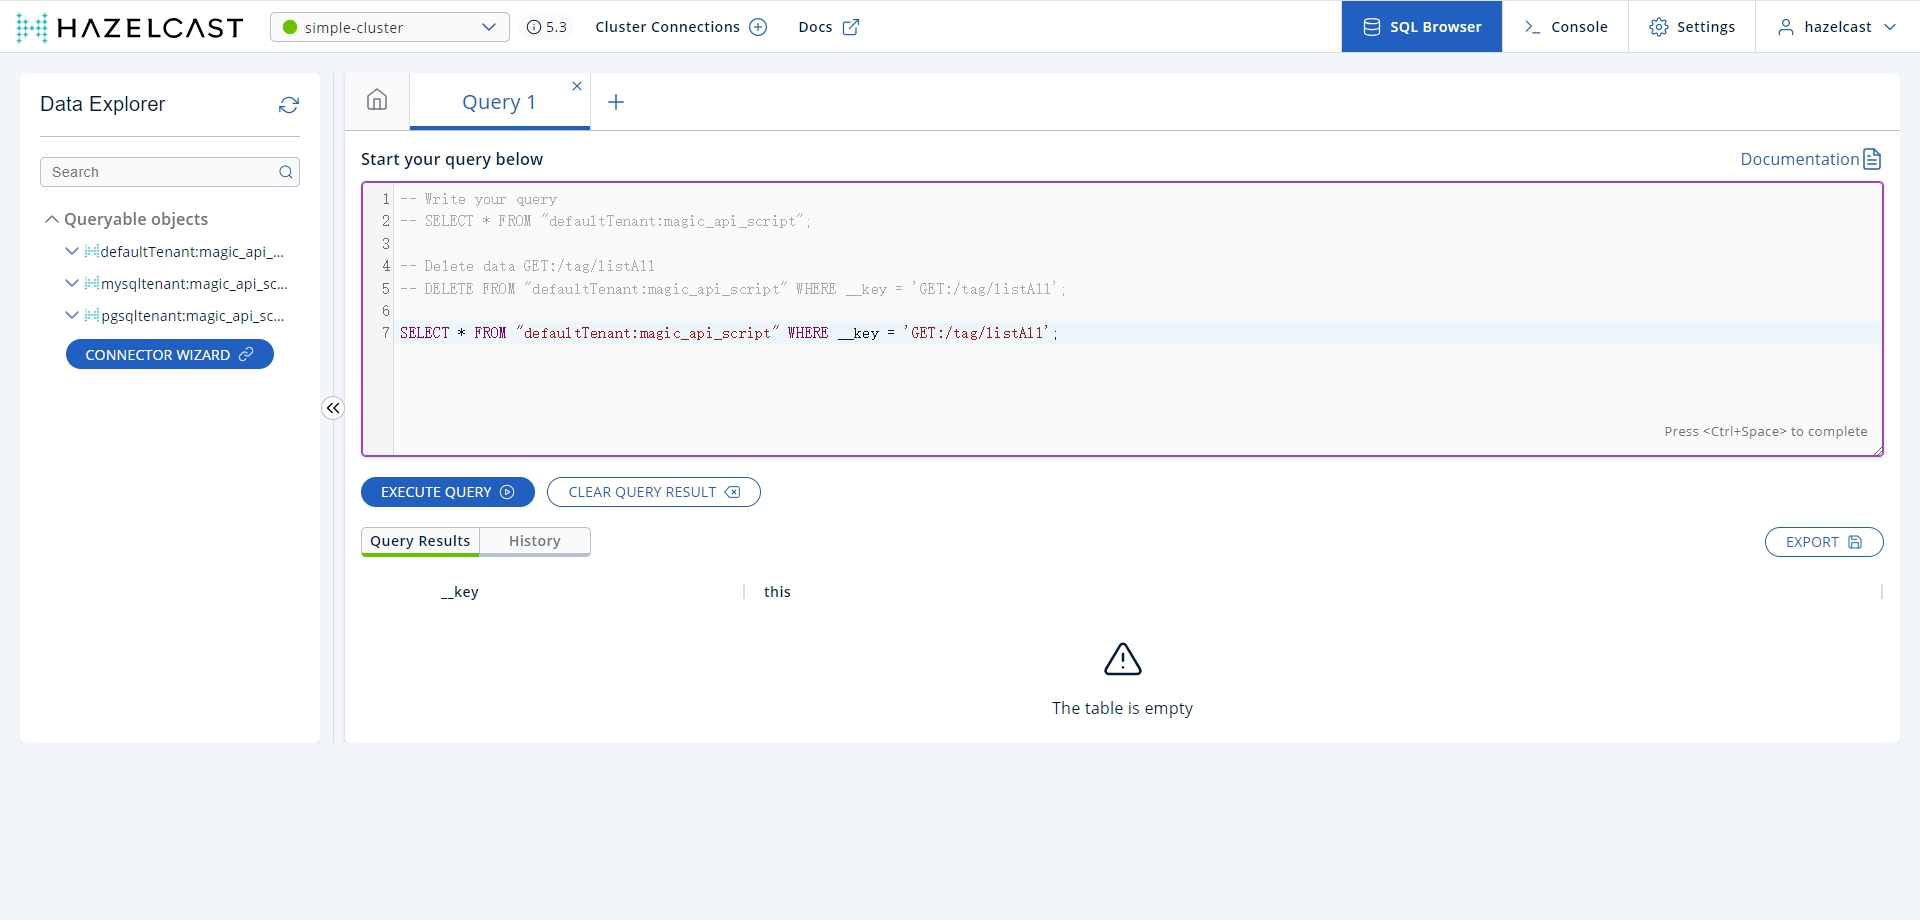 HAZELCAST
simple-cluster
5.3
Cluster Connections
Docs
SQL Browser
Console
Settings
hazelcast
Data Explorer
Search
Queryable objects
defaultTenant:magic_api_...
mysqltenant:magic_api_sc...
pgsqltenant:magic_api_sc...
CONNECTOR WIZARD
Query 1
Start your query below
Documentation
1 -- Write your query
2 -- SELECT * FROM "defaultTenant:magic_api_script";
3
4 -- Delete data GET:/tag/listAll
5 -- DELETE FROM "defaultTenant:magic_api_script" WHERE __key = 'GET:/tag/listAll';
6
7 SELECT * FROM "defaultTenant:magic_api_script" WHERE __key = 'GET:/tag/listAll';
Press <Ctrl+Space> to complete
EXECUTE QUERY
CLEAR QUERY RESULT
Query Results
History
EXPORT
__key
this
The table is empty